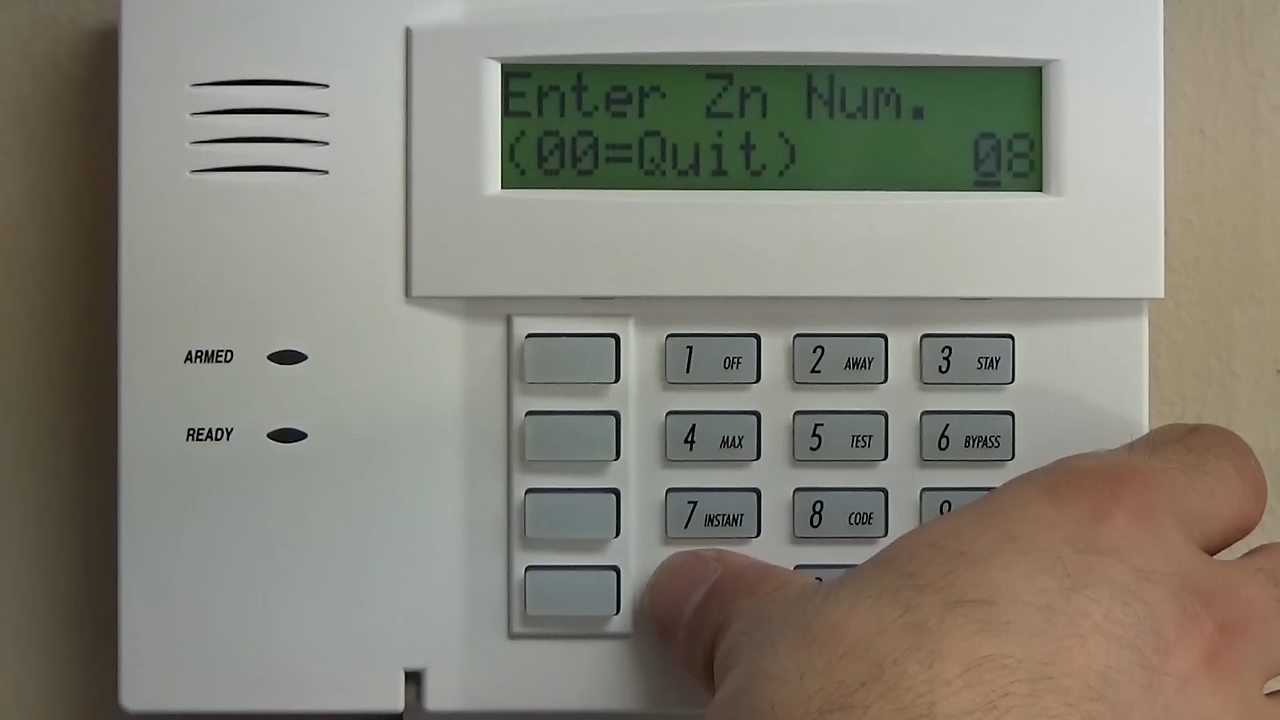 Enter Zn Num.
(00=Quit) 08
ARMED
READY
1 OFF
2 AWAY
3 STAY
4 MAX
5 TEST
6 BYPASS
7 INSTANT
8 CODE